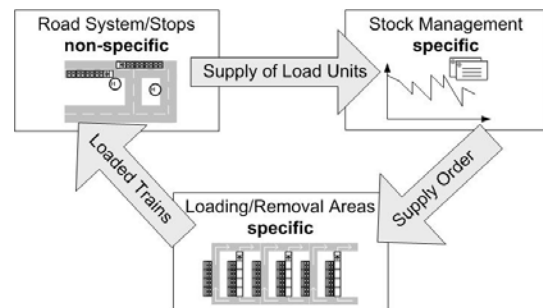 Road System/Stops
non-specific
Supply of Load Units
Stock Management
specific
Supply Order
Loading/Removal Areas
specific
Loaded Trains